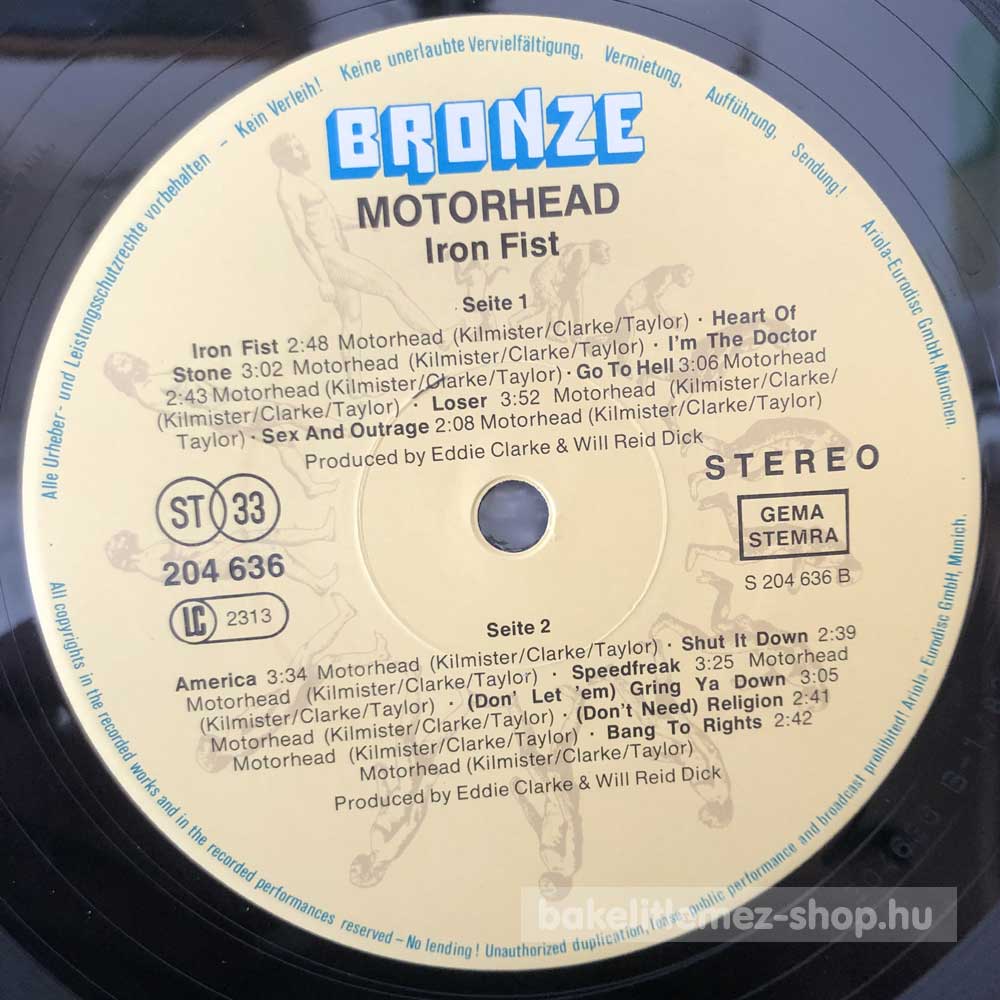 Alle Urheber- und Leistungsschutzrechte vorbehalten – Kein Verleih! Keine unerlaubte Vervielfältigung, Vermietung, Aufführung, Sendung! Ariola-Eurodisc GmbH, München.
BRONZE
MOTORHEAD
Iron Fist
Seite 1
Iron Fist 2:48 Motorhead (Kilmister/Clarke/Taylor) · Heart Of
Stone 3:02 Motorhead (Kilmister/Clarke/Taylor) · I'm The Doctor
2:43 Motorhead (Kilmister/Clarke/Taylor) · Go To Hell 3:06 Motorhead
(Kilmister/Clarke/Taylor) · Loser 3:52 Motorhead (Kilmister/Clarke/
Taylor) · Sex And Outrage 2:08 Motorhead (Kilmister/Clarke/Taylor)
Produced by Eddie Clarke & Will Reid Dick
STEREO
ST 33
GEMA
STEMRA
204 636
S 204 636 B
LC 2313
Seite 2
America 3:34 Motorhead (Kilmister/Clarke/Taylor) · Shut It Down 2:39
Motorhead (Kilmister/Clarke/Taylor) · Speedfreak 3:25 Motorhead
(Kilmister/Clarke/Taylor) · (Don' Let 'em) Gring Ya Down 3:05
Motorhead (Kilmister/Clarke/Taylor) · (Don't Need) Religion 2:41
Motorhead (Kilmister/Clarke/Taylor) · Bang To Rights 2:42
Motorhead (Kilmister/Clarke/Taylor)
Produced by Eddie Clarke & Will Reid Dick
All copyrights in the recorded works and in the recorded performances reserved – No lending! Unauthorized duplication, public performance and broadcast prohibited! Ariola-Eurodisc GmbH, Munich.
bakelitlemez-shop.hu